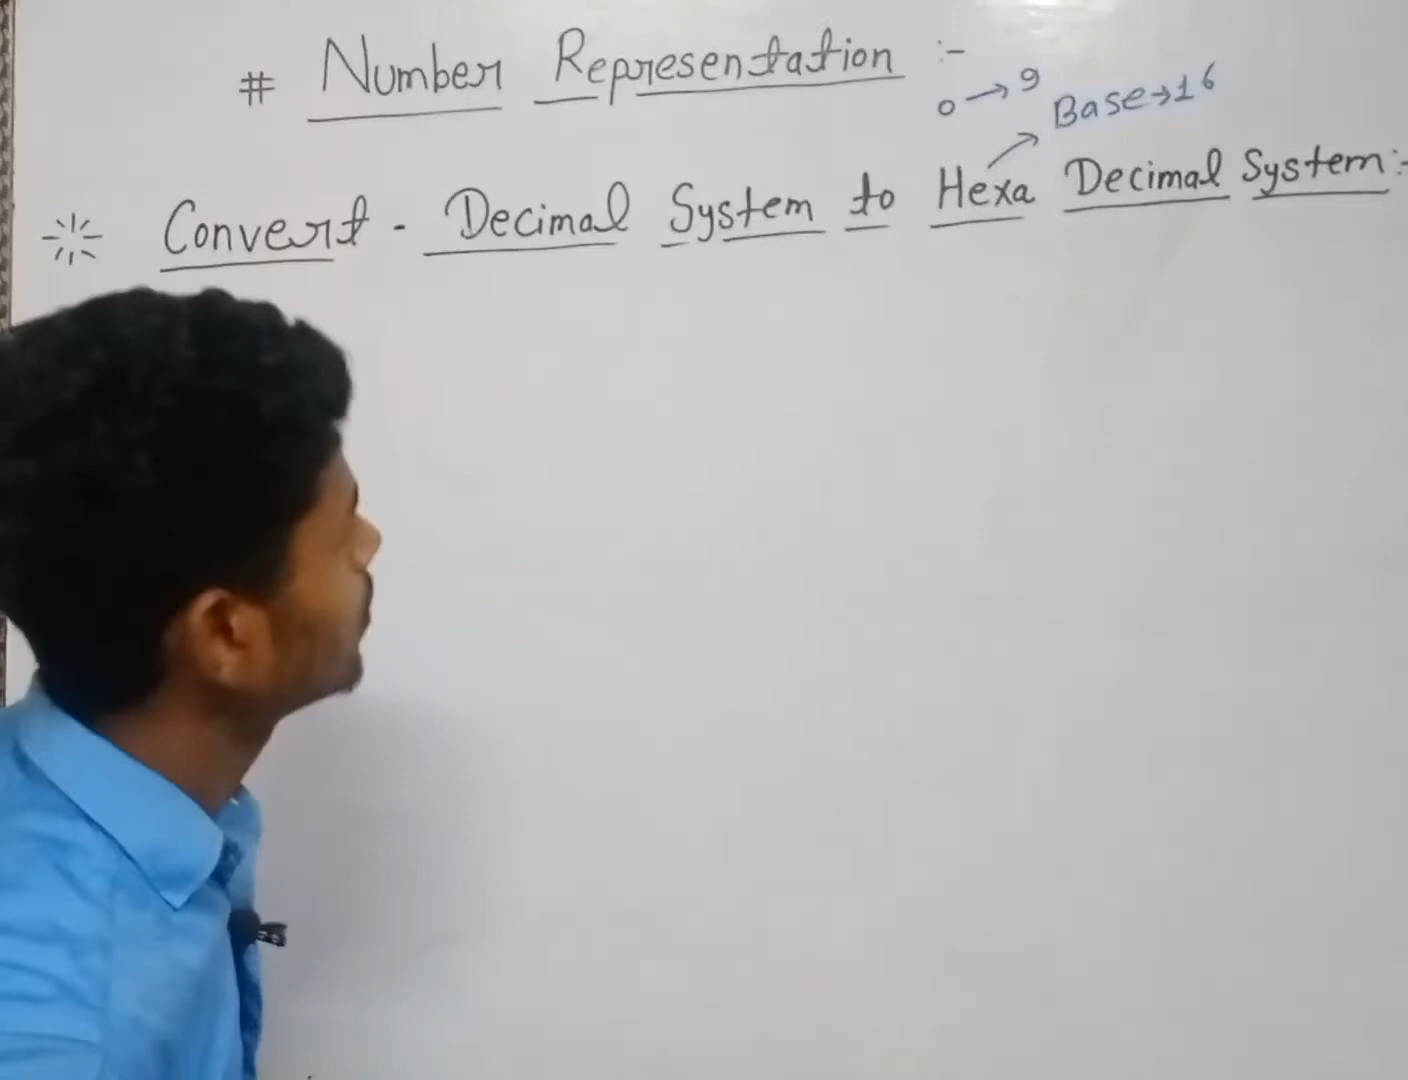 # Number Representation :-
0 → 9
Base → 16
Convert - Decimal System to Hexa Decimal System :-